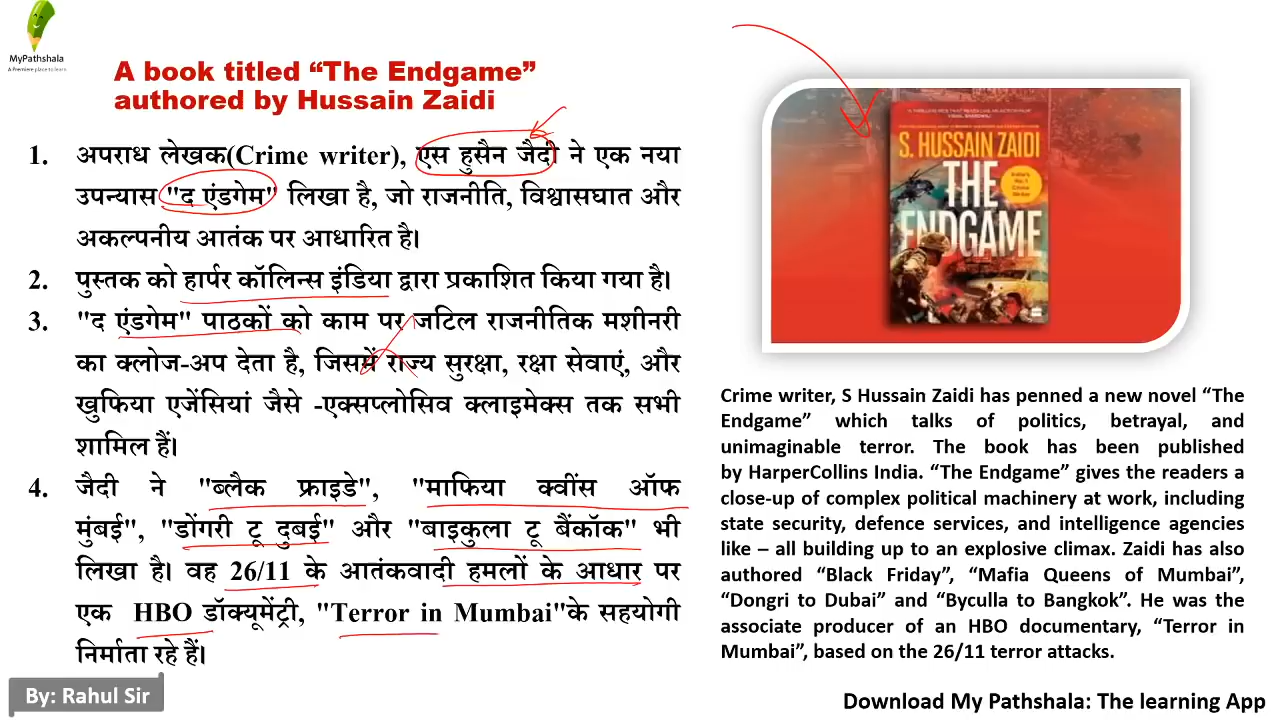 MyPathshala
A Premiere place to learn
A book titled “The Endgame”
authored by Hussain Zaidi
1. अपराध लेखक(Crime writer), एस हुसैन जैदी ने एक नया
उपन्यास "द एंडगेम" लिखा है, जो राजनीति, विश्वासघात और
अकल्पनीय आतंक पर आधारित है।
2. पुस्तक को हार्पर कॉलिन्स इंडिया द्वारा प्रकाशित किया गया है।
3. "द एंडगेम" पाठकों को काम पर जटिल राजनीतिक मशीनरी
का क्लोज-अप देता है, जिसमें राज्य सुरक्षा, रक्षा सेवाएं, और
खुफिया एजेंसियां जैसे -एक्सप्लोसिव क्लाइमेक्स तक सभी
शामिल हैं।
4. जैदी ने "ब्लैक फ्राइडे", "माफिया क्वींस ऑफ
मुंबई", "डोंगरी टू दुबई" और "बाइकुला टू बैंकॉक" भी
लिखा है। वह 26/11 के आतंकवादी हमलों के आधार पर
एक HBO डॉक्यूमेंट्री, "Terror in Mumbai"के सहयोगी
निर्माता रहे हैं।
By: Rahul Sir
S. HUSSAIN ZAIDI
THE
ENDGAME
India's
No. 1
Crime
Writer
Crime writer, S Hussain Zaidi has penned a new novel “The
Endgame” which talks of politics, betrayal, and
unimaginable terror. The book has been published
by HarperCollins India. “The Endgame” gives the readers a
close-up of complex political machinery at work, including
state security, defence services, and intelligence agencies
like – all building up to an explosive climax. Zaidi has also
authored “Black Friday”, “Mafia Queens of Mumbai”,
“Dongri to Dubai” and “Byculla to Bangkok”. He was the
associate producer of an HBO documentary, “Terror in
Mumbai”, based on the 26/11 terror attacks.
Download My Pathshala: The learning App